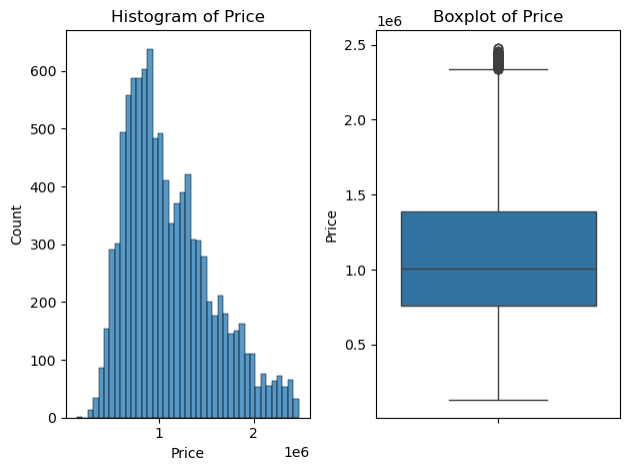 Histogram of Price
600
500
400
300
200
100
0
Count
1
2
1e6
Price
Boxplot of Price
1e6
2.5
2.0
1.5
1.0
0.5
Price